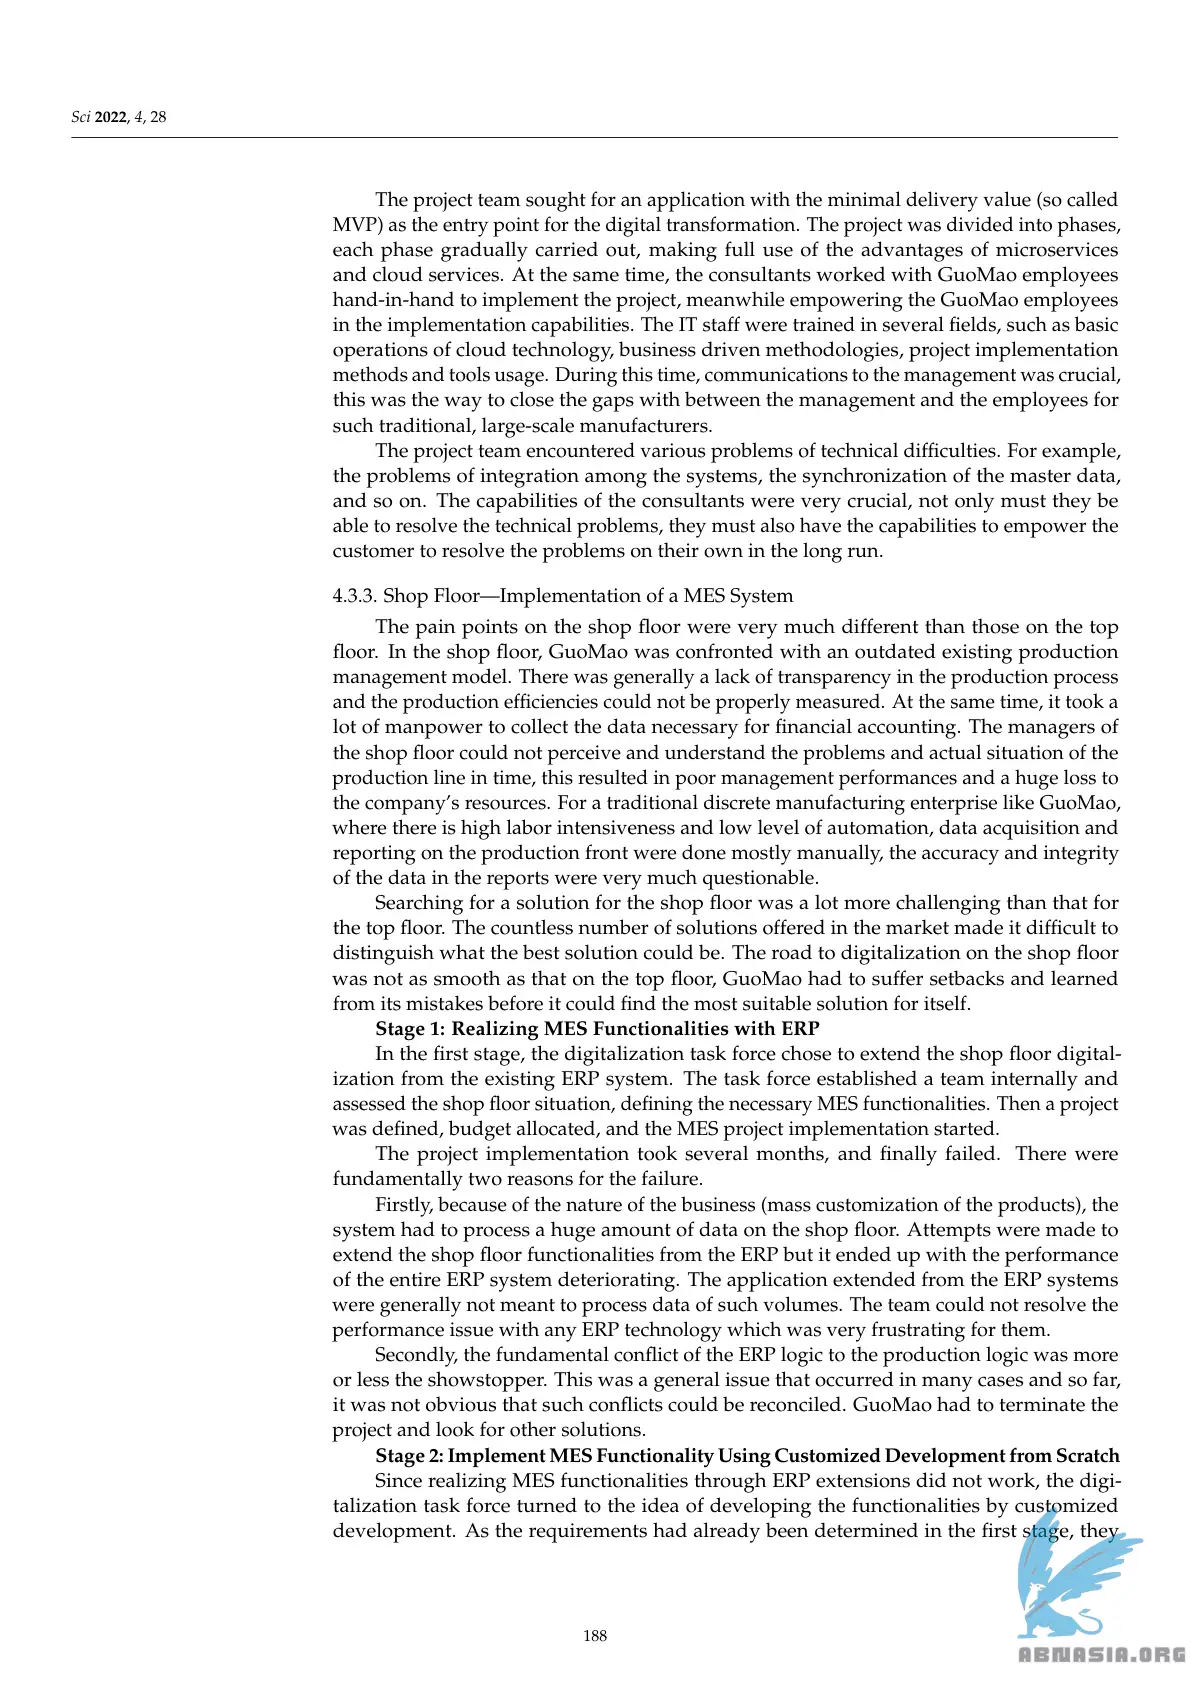 Sci 2022, 4, 28
The project team sought for an application with the minimal delivery value (so called
MVP) as the entry point for the digital transformation. The project was divided into phases,
each phase gradually carried out, making full use of the advantages of microservices
and cloud services. At the same time, the consultants worked with GuoMao employees
hand-in-hand to implement the project, meanwhile empowering the GuoMao employees
in the implementation capabilities. The IT staff were trained in several fields, such as basic
operations of cloud technology, business driven methodologies, project implementation
methods and tools usage. During this time, communications to the management was crucial,
this was the way to close the gaps with between the management and the employees for
such traditional, large-scale manufacturers.
The project team encountered various problems of technical difficulties. For example,
the problems of integration among the systems, the synchronization of the master data,
and so on. The capabilities of the consultants were very crucial, not only must they be
able to resolve the technical problems, they must also have the capabilities to empower the
customer to resolve the problems on their own in the long run.
4.3.3. Shop Floor—Implementation of a MES System
The pain points on the shop floor were very much different than those on the top
floor. In the shop floor, GuoMao was confronted with an outdated existing production
management model. There was generally a lack of transparency in the production process
and the production efficiencies could not be properly measured. At the same time, it took a
lot of manpower to collect the data necessary for financial accounting. The managers of
the shop floor could not perceive and understand the problems and actual situation of the
production line in time, this resulted in poor management performances and a huge loss to
the company's resources. For a traditional discrete manufacturing enterprise like GuoMao,
where there is high labor intensiveness and low level of automation, data acquisition and
reporting on the production front were done mostly manually, the accuracy and integrity
of the data in the reports were very much questionable.
Searching for a solution for the shop floor was a lot more challenging than that for
the top floor. The countless number of solutions offered in the market made it difficult to
distinguish what the best solution could be. The road to digitalization on the shop floor
was not as smooth as that on the top floor, GuoMao had to suffer setbacks and learned
from its mistakes before it could find the most suitable solution for itself.
Stage 1: Realizing MES Functionalities with ERP
In the first stage, the digitalization task force chose to extend the shop floor digital-
ization from the existing ERP system. The task force established a team internally and
assessed the shop floor situation, defining the necessary MES functionalities. Then a project
was defined, budget allocated, and the MES project implementation started.
The project implementation took several months, and finally failed. There were
fundamentally two reasons for the failure.
Firstly, because of the nature of the business (mass customization of the products), the
system had to process a huge amount of data on the shop floor. Attempts were made to
extend the shop floor functionalities from the ERP but it ended up with the performance
of the entire ERP system deteriorating. The application extended from the ERP systems
were generally not meant to process data of such volumes. The team could not resolve the
performance issue with any ERP technology which was very frustrating for them.
Secondly, the fundamental conflict of the ERP logic to the production logic was more
or less the showstopper. This was a general issue that occurred in many cases and so far,
it was not obvious that such conflicts could be reconciled. GuoMao had to terminate the
project and look for other solutions.
Stage 2: Implement MES Functionality Using Customized Development from Scratch
Since realizing MES functionalities through ERP extensions did not work, the digi-
talization task force turned to the idea of developing the functionalities by customized
development. As the requirements had already been determined in the first stage, they
188
ABNASIA.ORG